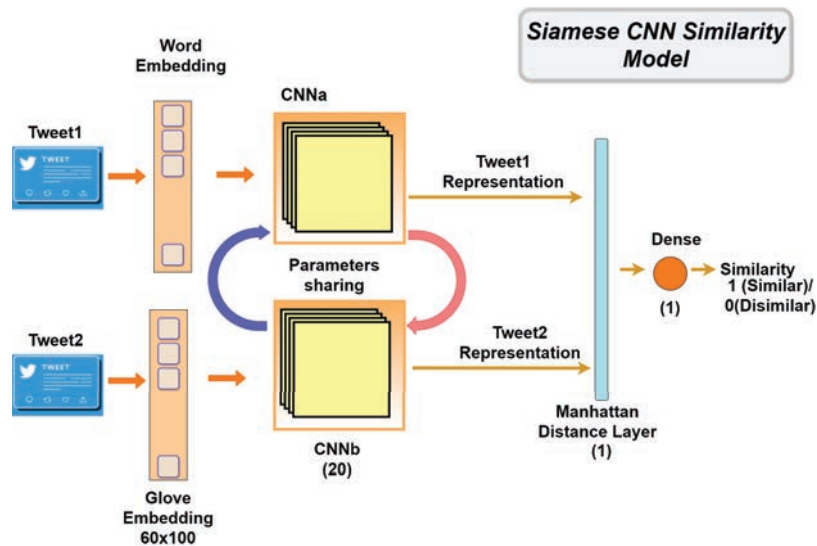 Siamese CNN Similarity
Model
Word
Embedding
CNNa
Tweet1
TWEET
Tweet1
Representation
Parameters
sharing
Dense
(1)
Similarity
1 (Similar)/
0(Disimilar)
Tweet2
TWEET
Tweet2
Representation
CNNb
(20)
Manhattan
Distance Layer
(1)
Glove
Embedding
60x100